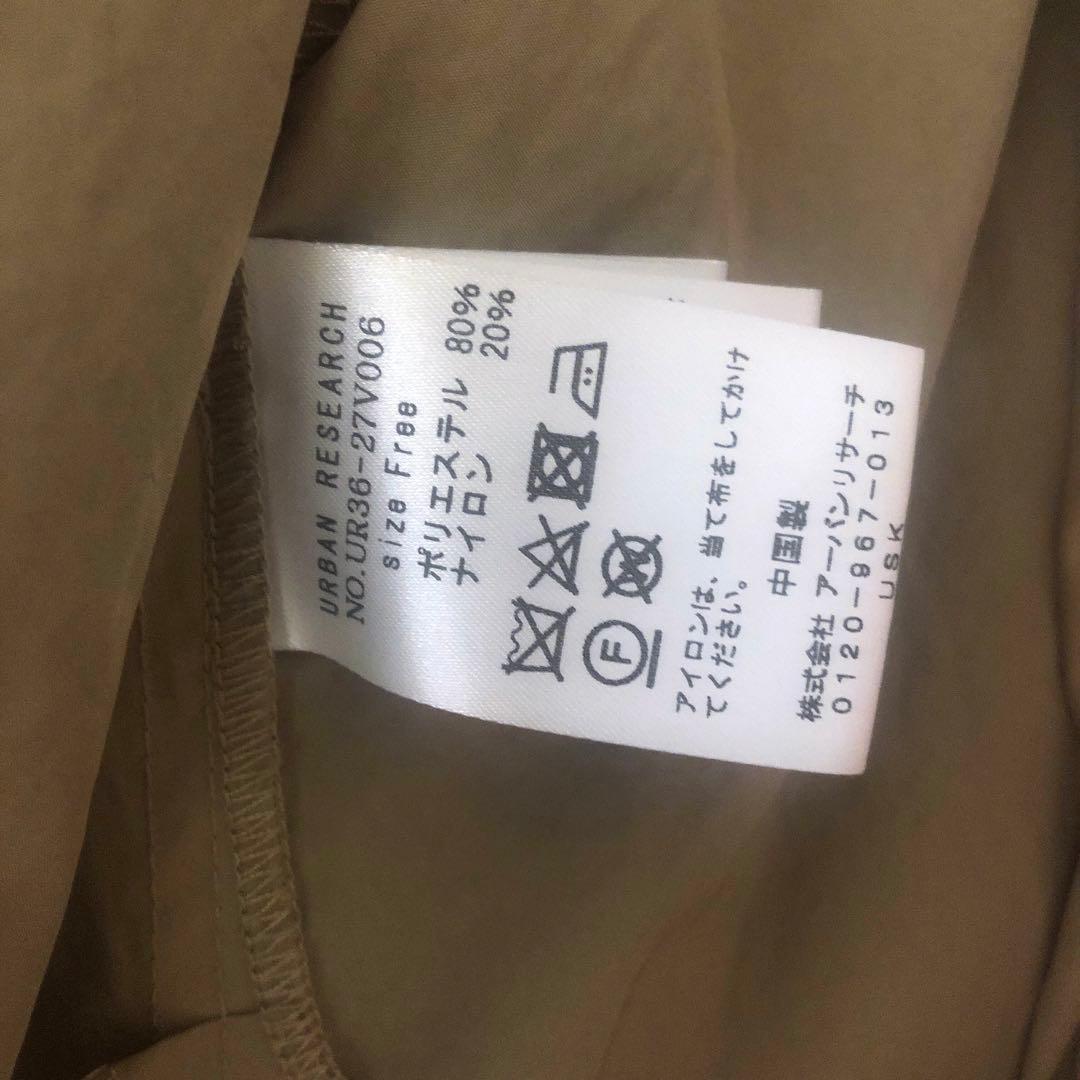 URBAN RESEARCH
NO.UR36-27V006
size Free
ポリエステル 80%
ナイロン 20%
F
アイロンは、当て布をしてかけ
てください。
中国製
株式会社 アーバンリサーチ
0120-967-013
USK